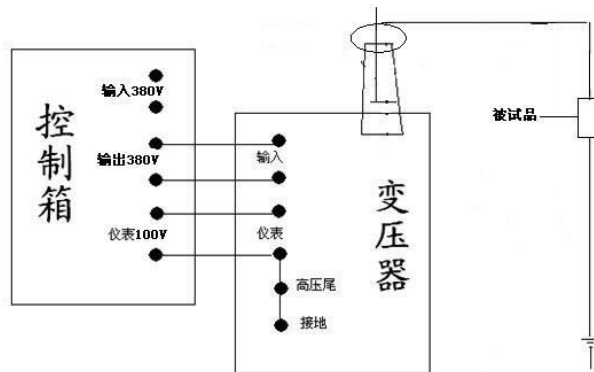 控制箱
输入380V
输出380V
仪表100V
输入
仪表
高压尾
接地
变压器
被试品